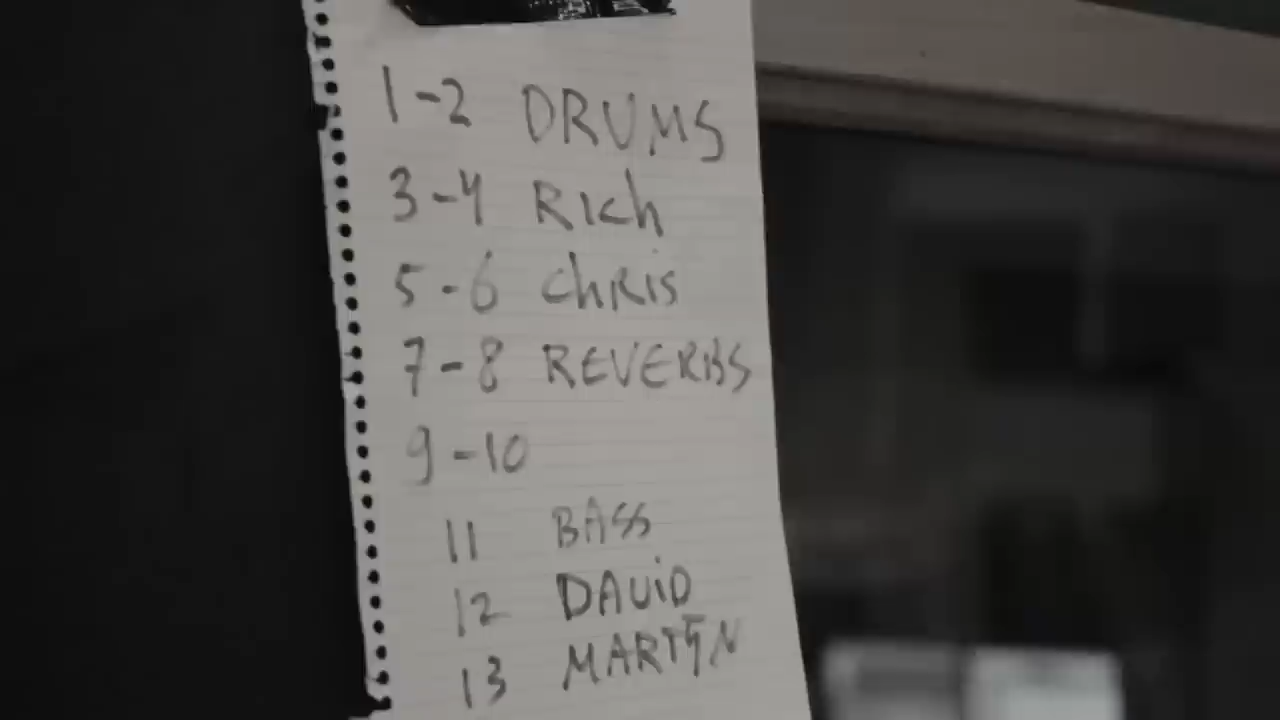 1-2 DRUMS
3-4 Rich
5-6 chRis
7-8 REVERBS
9-10
11 BASS
12 DAViD
13 MARTYN